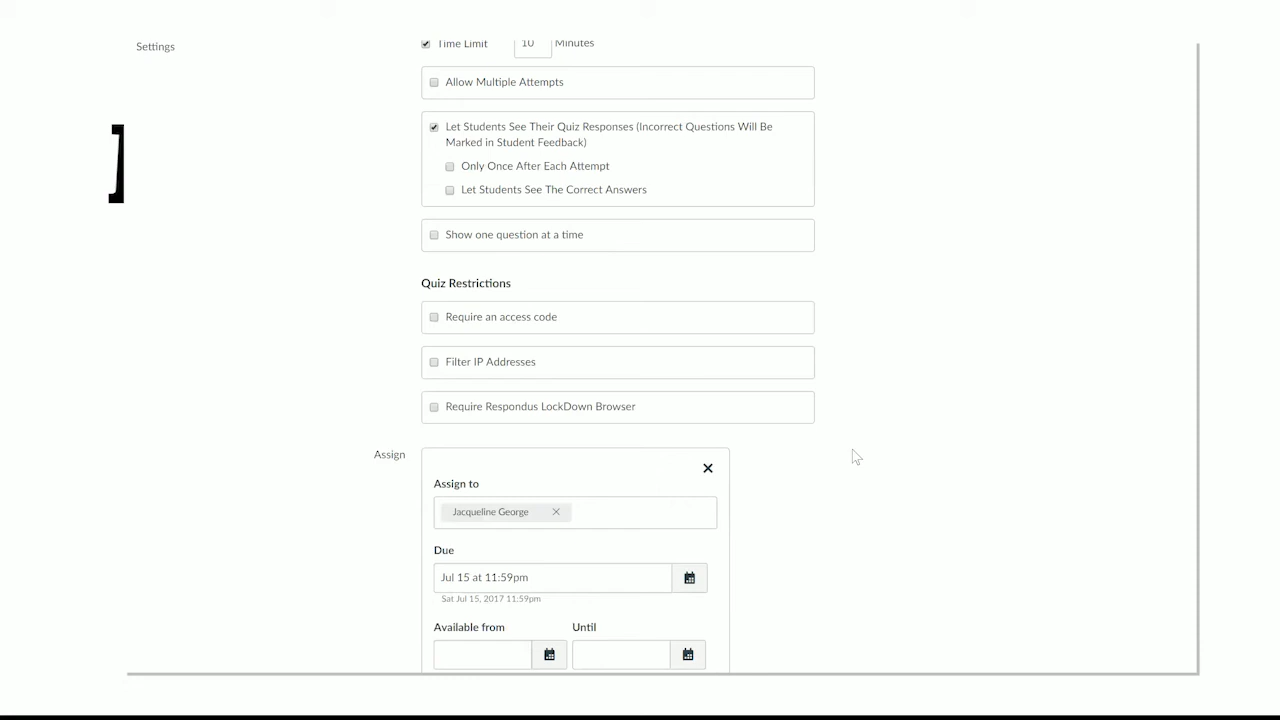 Settings
Time Limit 10 Minutes
Allow Multiple Attempts
Let Students See Their Quiz Responses (Incorrect Questions Will Be
Marked in Student Feedback)
Only Once After Each Attempt
Let Students See The Correct Answers
Show one question at a time
Quiz Restrictions
Require an access code
Filter IP Addresses
Require Respondus LockDown Browser
Assign
Assign to
Jacqueline George
Due
Jul 15 at 11:59pm
Sat Jul 15, 2017 11:59pm
Available from Until